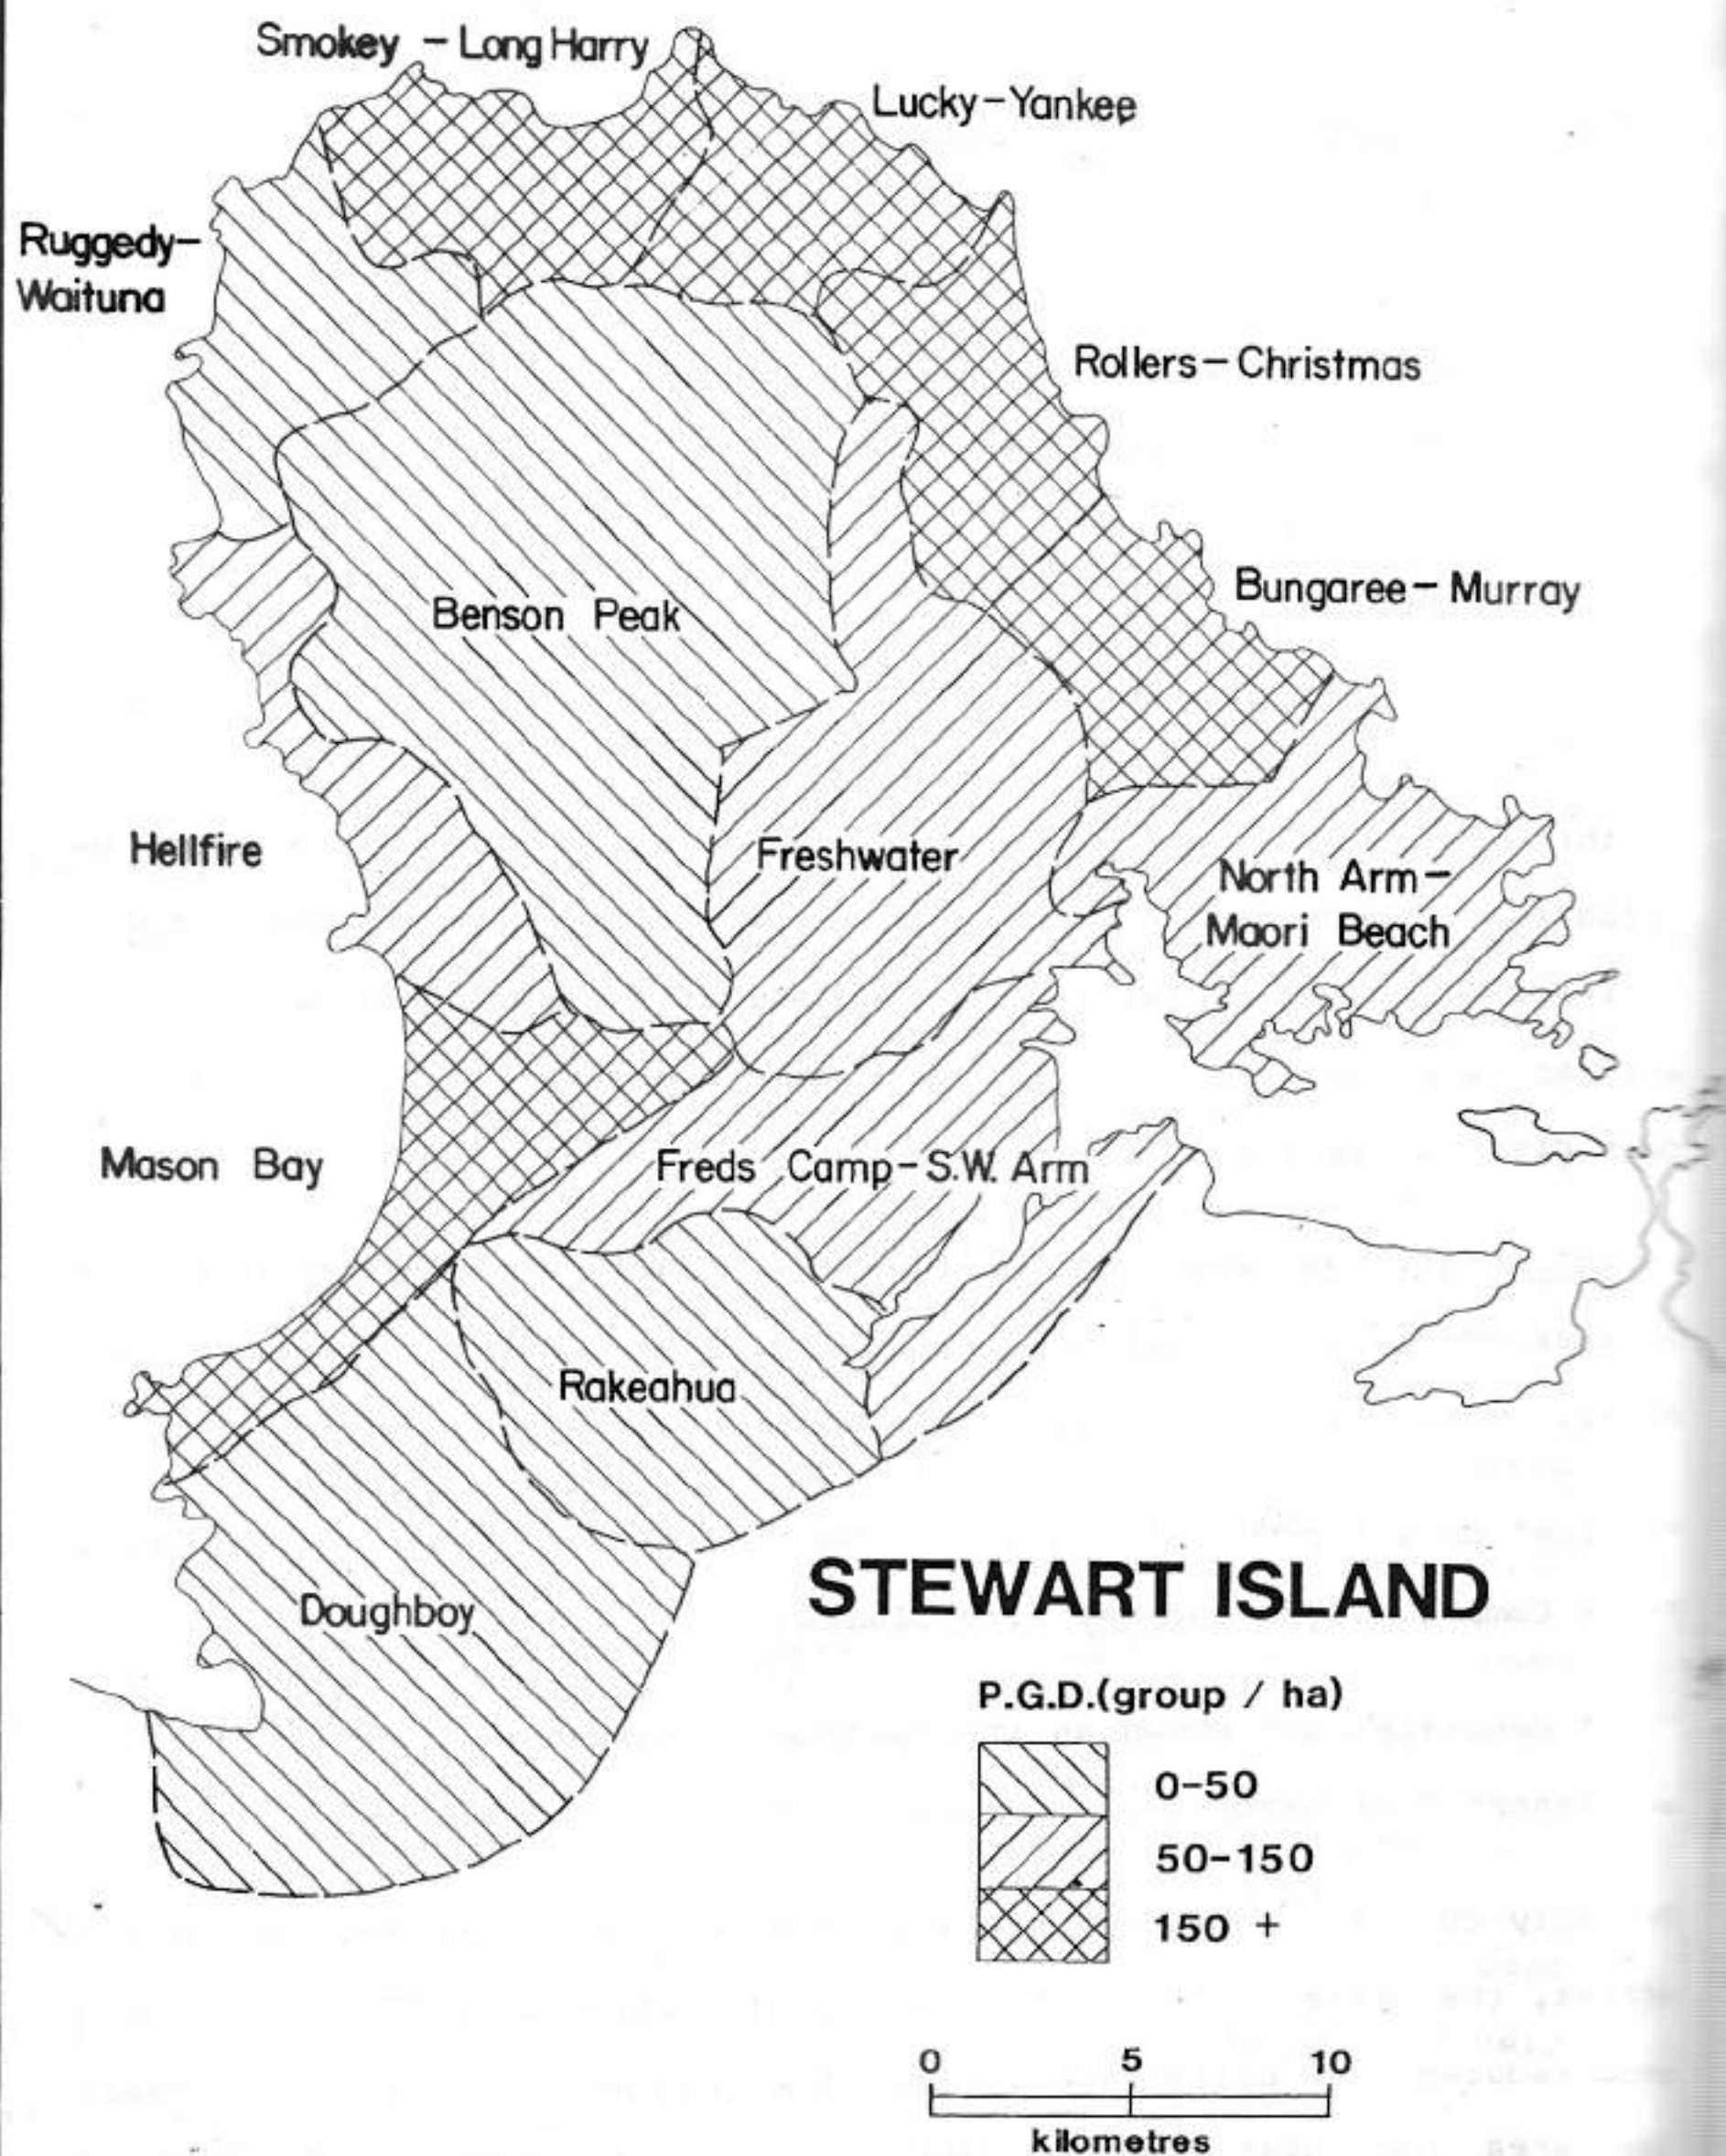 Smokey - Long Harry
Lucky - Yankee
Ruggedy-
Waituna
Rollers - Christmas
Benson Peak
Bungaree - Murray
Hellfire
Freshwater
North Arm -
Maori Beach
Mason Bay
Freds Camp - S.W. Arm
Rakeahua
Doughboy
STEWART ISLAND
P.G.D.(group / ha)
0-50
50-150
150 +
0 5 10
kilometres